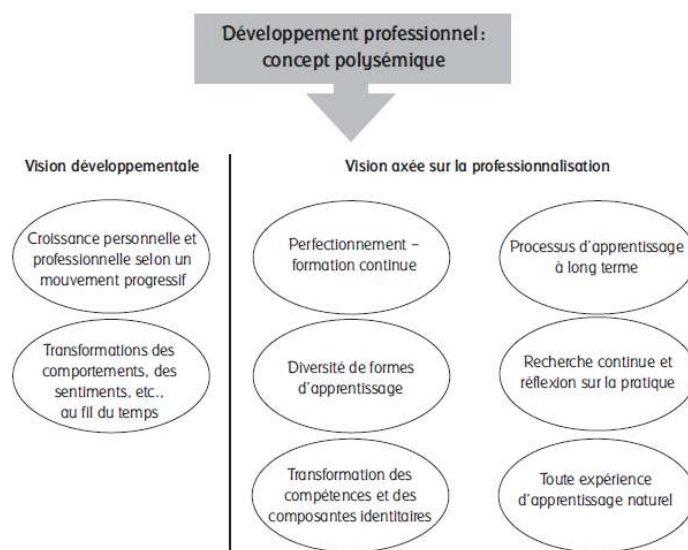 Développement professionnel :
concept polysémique
Vision développementale
Croissance personnelle et
professionnelle selon un
mouvement progressif
Transformations des
comportements, des
sentiments, etc.,
au fil du temps
Vision axée sur la professionnalisation
Perfectionnement –
formation continue
Processus d'apprentissage
à long terme
Diversité de formes
d'apprentissage
Recherche continue et
réflexion sur la pratique
Transformation des
compétences et des
composantes identitaires
Toute expérience
d'apprentissage naturel